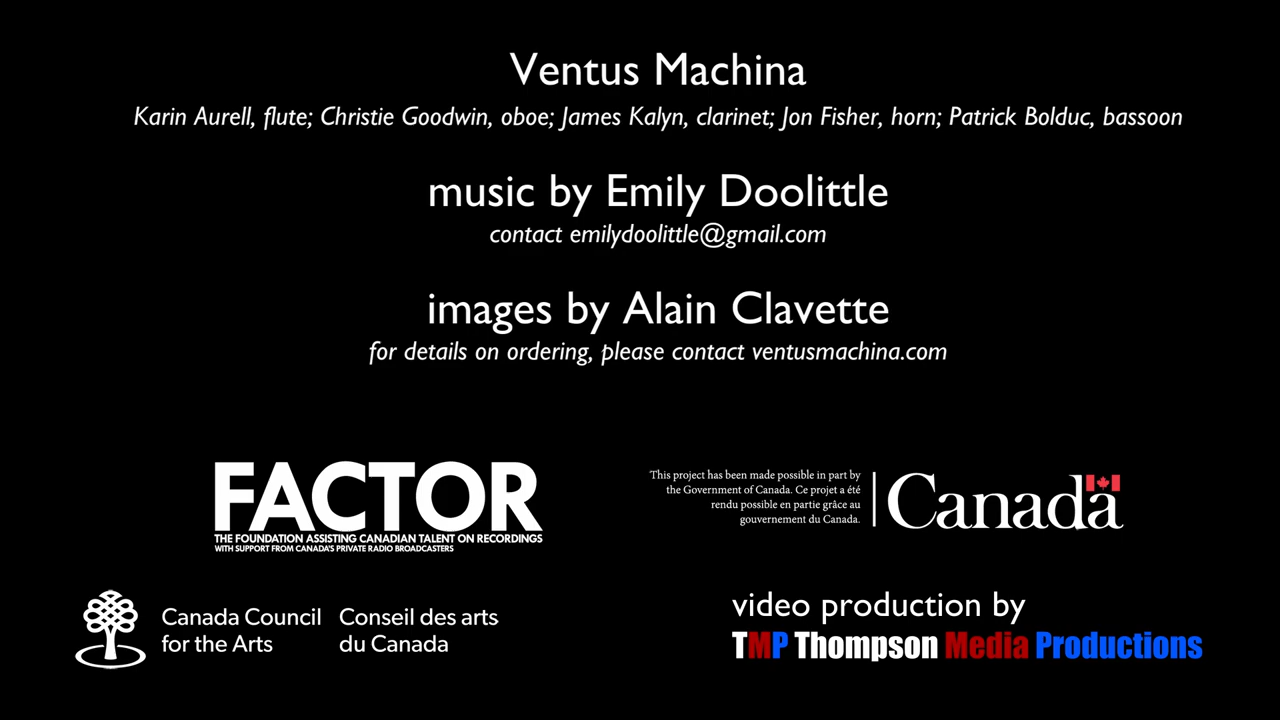 Ventus Machina
Karin Aurell, flute; Christie Goodwin, oboe; James Kalyn, clarinet; Jon Fisher, horn; Patrick Bolduc, bassoon
music by Emily Doolittle
contact emilydoolittle@gmail.com
images by Alain Clavette
for details on ordering, please contact ventusmachina.com
FACTOR
THE FOUNDATION ASSISTING CANADIAN TALENT ON RECORDINGS
WITH SUPPORT FROM CANADA'S PRIVATE RADIO BROADCASTERS
This project has been made possible in part by
the Government of Canada. Ce projet a été
rendu possible en partie grâce au
gouvernement du Canada.
Canada
Canada Council
for the Arts
Conseil des arts
du Canada
video production by
TMP Thompson Media Productions